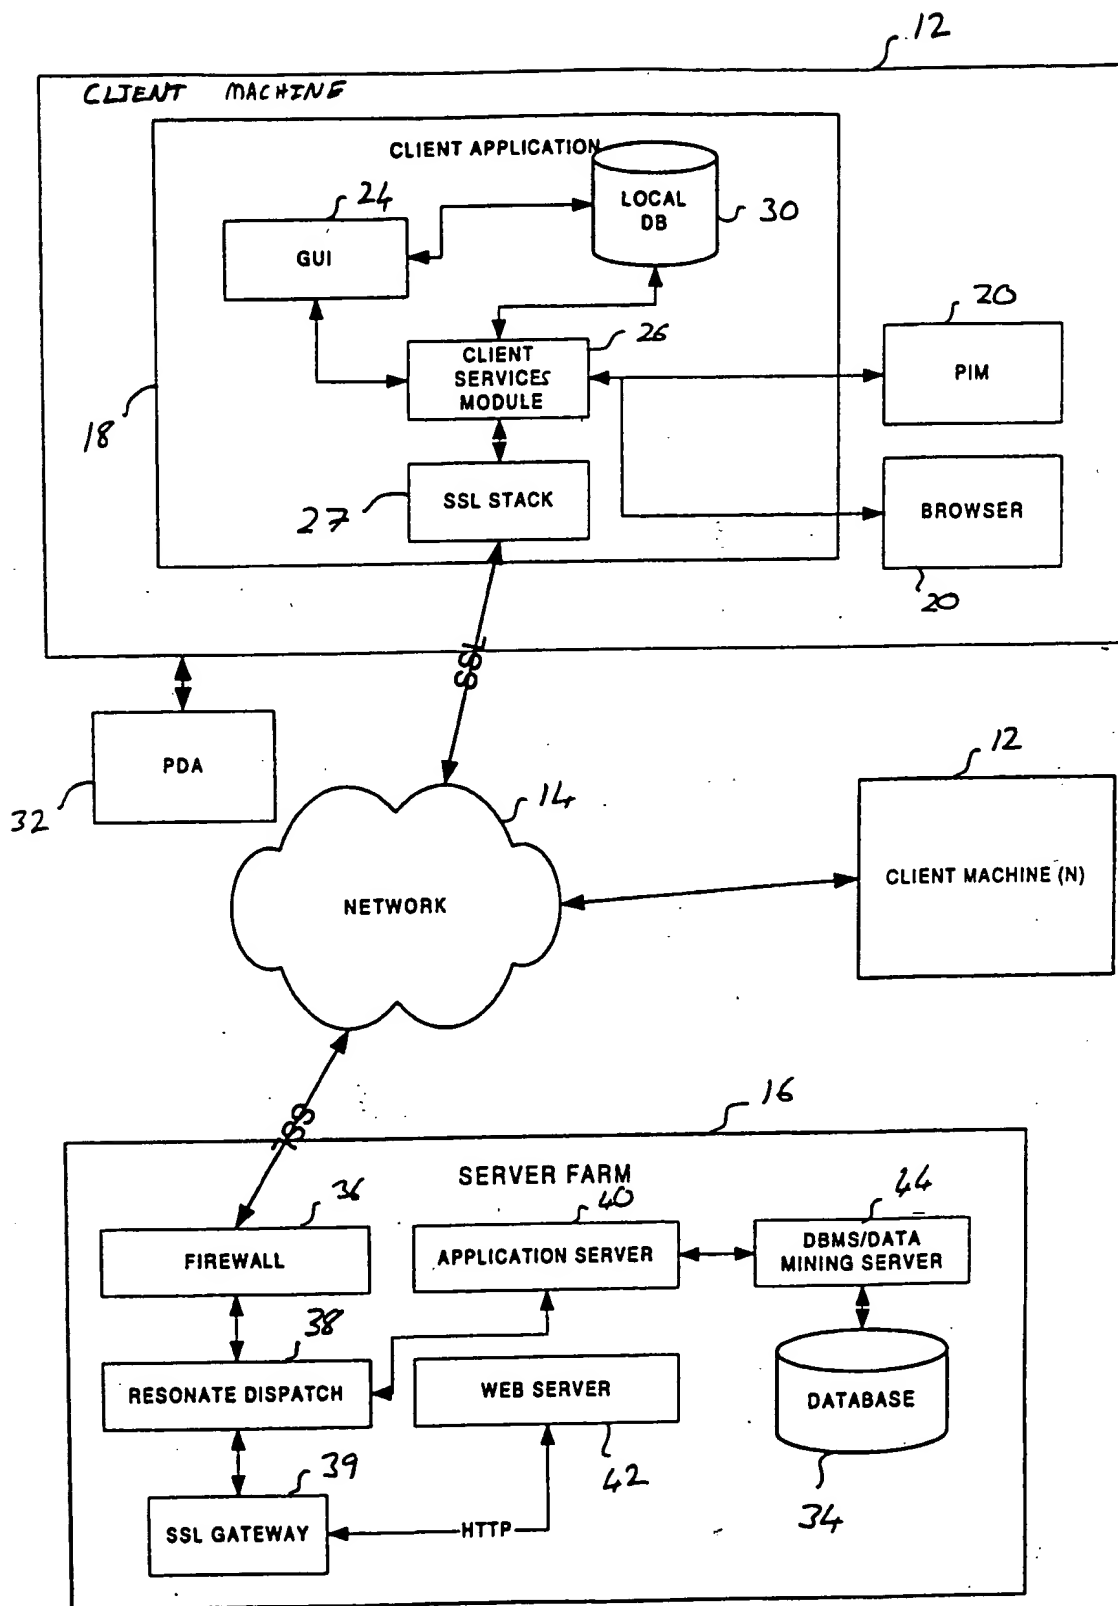 12
CLIENT MACHINE
CLIENT APPLICATION
24
LOCAL
DB
30
GUI
20
26
CLIENT
SERVICES
MODULE
PIM
18
SSL STACK
27
BROWSER
20
SSL
PDA
32
12
14
CLIENT MACHINE (N)
NETWORK
SSL
16
SERVER FARM
36
40
44
FIREWALL
APPLICATION SERVER
DBMS/DATA
MINING SERVER
38
RESONATE DISPATCH
WEB SERVER
DATABASE
39
42
34
SSL GATEWAY
HTTP